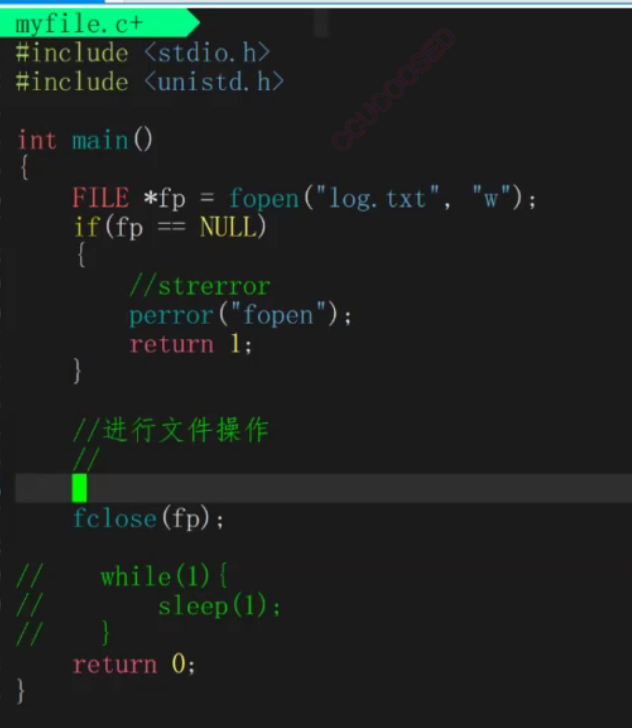 myfile.c+
#include <stdio.h>
#include <unistd.h>
int main()
{
    FILE *fp = fopen("log.txt", "w");
    if(fp == NULL)
    {
        //strerror
        perror("fopen");
        return 1;
    }
    //进行文件操作
    //
    fclose(fp);
//    while(1){
//        sleep(1);
//    }
    return 0;
}